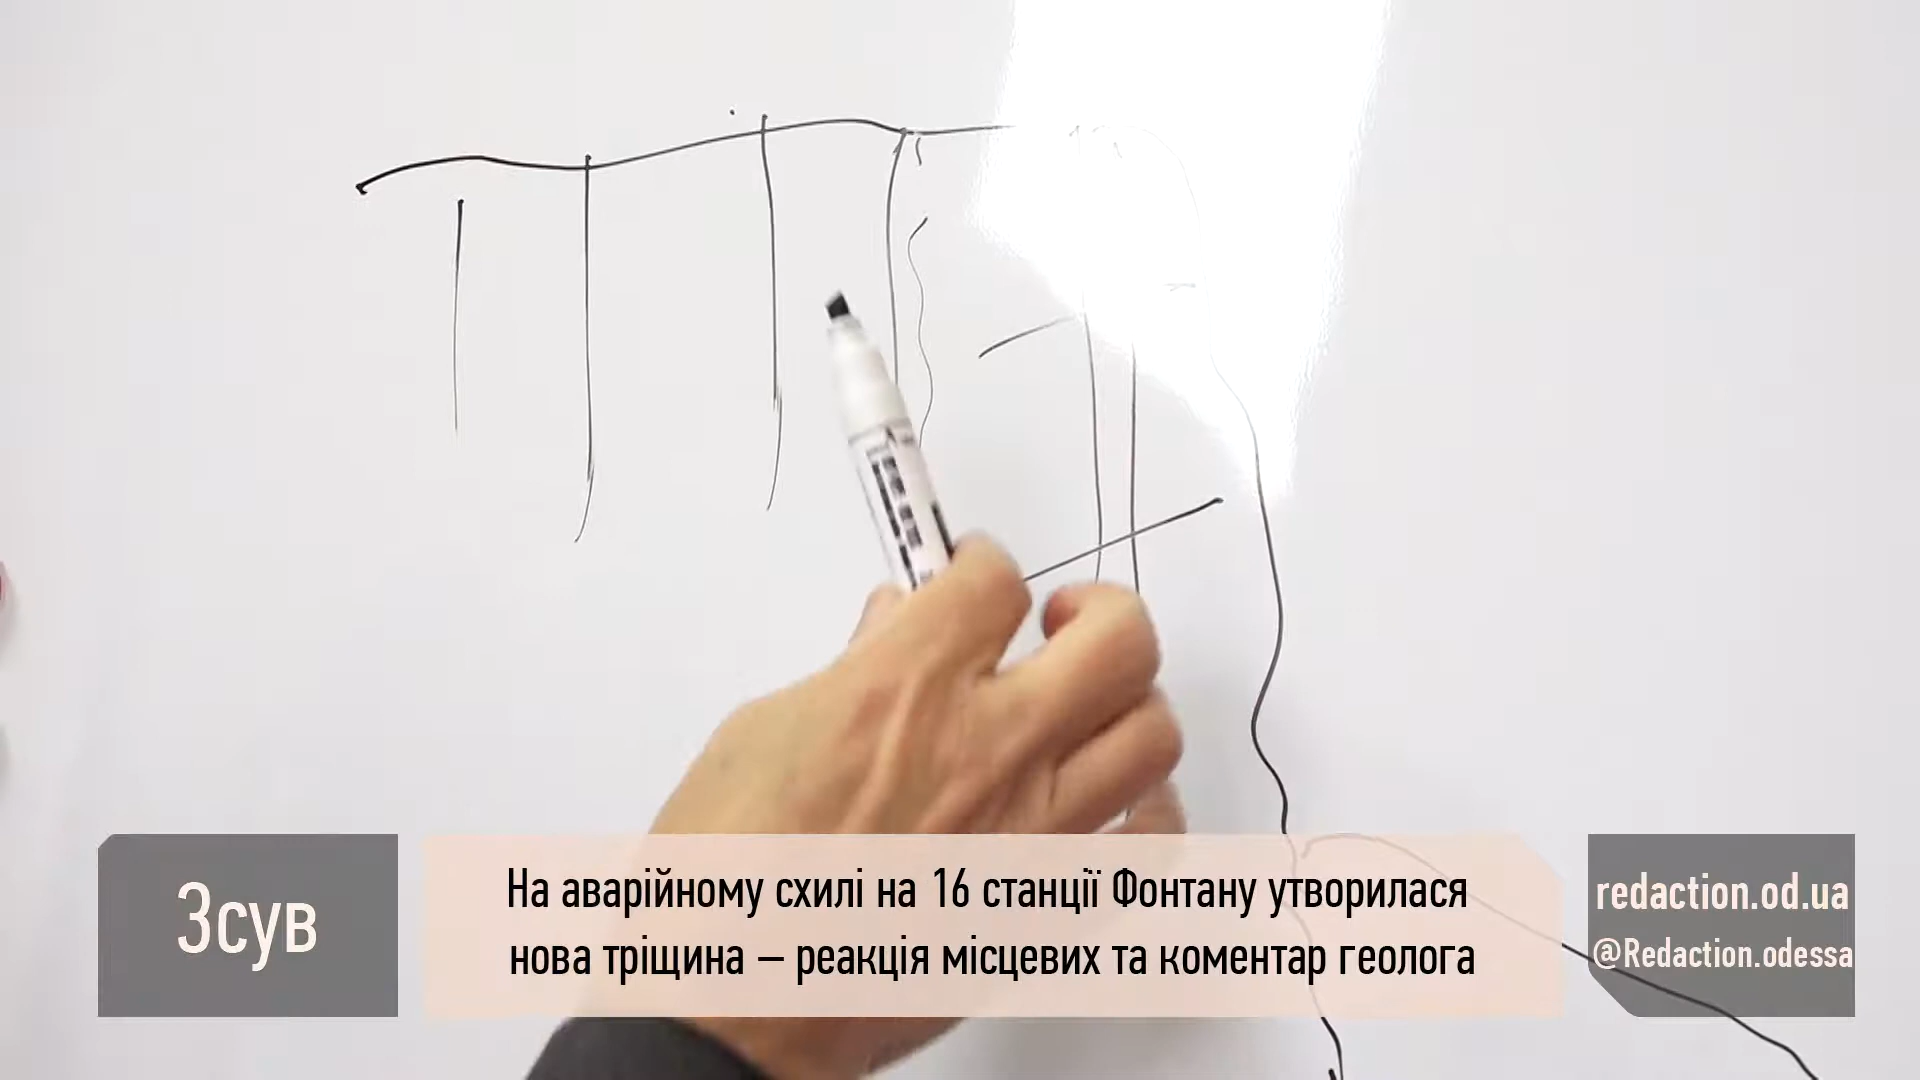 Зсув
На аварійному схилі на 16 станції Фонтану утворилася
нова тріщина – реакція місцевих та коментар геолога
redaction.od.ua
@Redaction.odessa